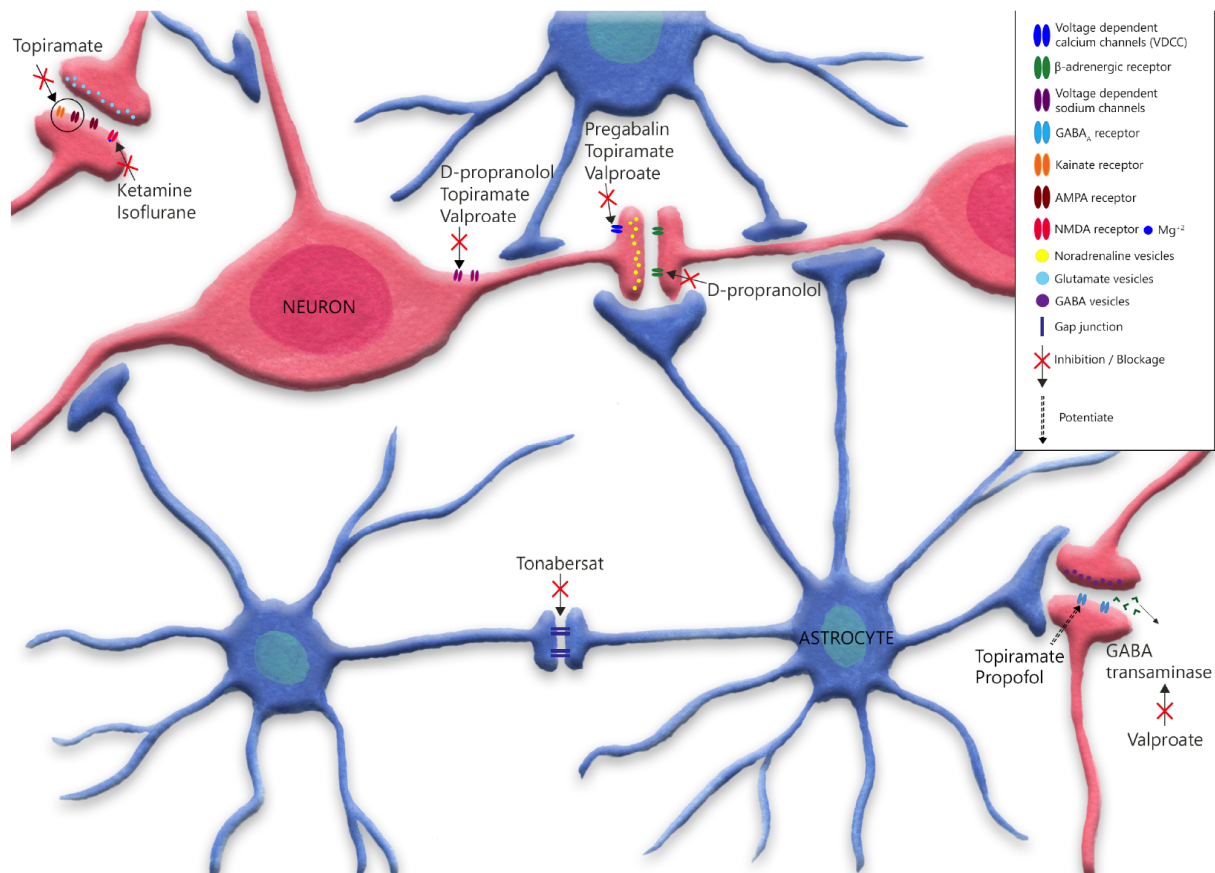 Topiramate
Ketamine
Isoflurane
D-propranolol
Topiramate
Valproate
Pregabalin
Topiramate
Valproate
D-propranolol
NEURON
Tonabersat
ASTROCYTE
Topiramate
Propofol
GABA
transaminase
Valproate
Voltage dependent
calcium channels (VDCC)
β-adrenergic receptor
Voltage dependent
sodium channels
GABA_A receptor
Kainate receptor
AMPA receptor
NMDA receptor Mg⁺²
Noradrenaline vesicles
Glutamate vesicles
GABA vesicles
Gap junction
Inhibition / Blockage
Potentiate